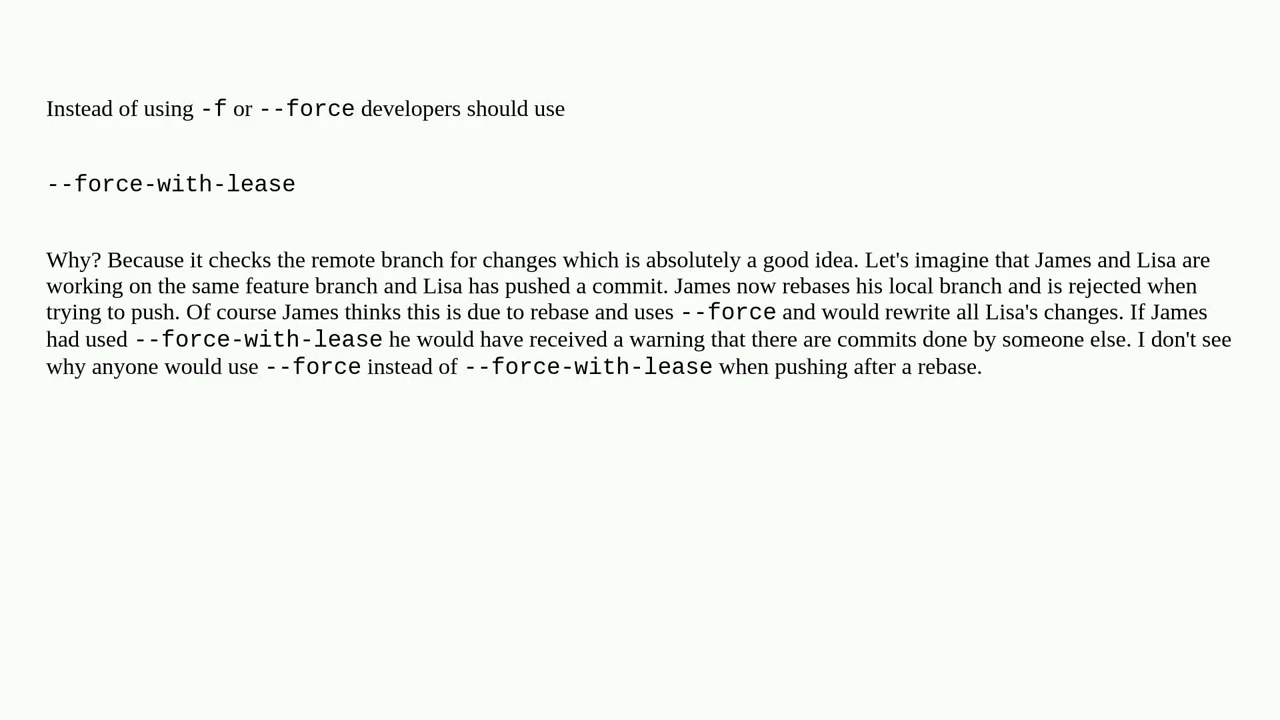 Instead of using -f or --force developers should use
--force-with-lease
Why? Because it checks the remote branch for changes which is absolutely a good idea. Let's imagine that James and Lisa are
working on the same feature branch and Lisa has pushed a commit. James now rebases his local branch and is rejected when
trying to push. Of course James thinks this is due to rebase and uses --force and would rewrite all Lisa's changes. If James
had used --force-with-lease he would have received a warning that there are commits done by someone else. I don't see
why anyone would use --force instead of --force-with-lease when pushing after a rebase.